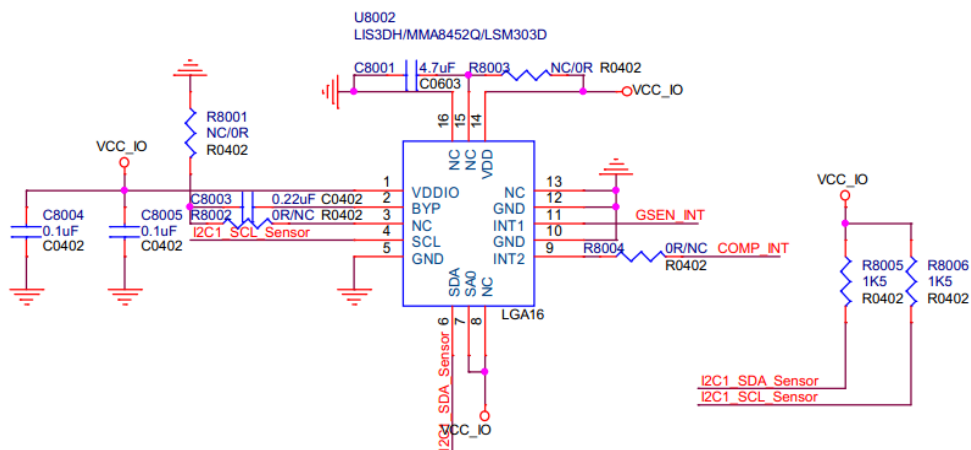 U8002
LIS3DH/MMA8452Q/LSM303D
C8001
4.7uF
C0603
R8003
NC/0R
R0402
VCC_IO
R8001
NC/0R
R0402
VCC_IO
16
15
14
NC
NC
VDD
C8004
0.1uF
C0402
C8005
0.1uF
C0402
C8003
0.22uF
C0402
R8002
0R/NC
R0402
I2C1_SCL_Sensor
1
2
3
4
5
VDDIO
BYP
NC
SCL
GND
NC
GND
INT1
GND
INT2
13
12
11
10
9
GSEN_INT
R8004
0R/NC
R0402
COMP_INT
SDA
SA0
NC
LGA16
6
7
8
I2C1_SDA_Sensor
VCC_IO
VCC_IO
R8005
1K5
R0402
R8006
1K5
R0402
I2C1_SDA_Sensor
I2C1_SCL_Sensor